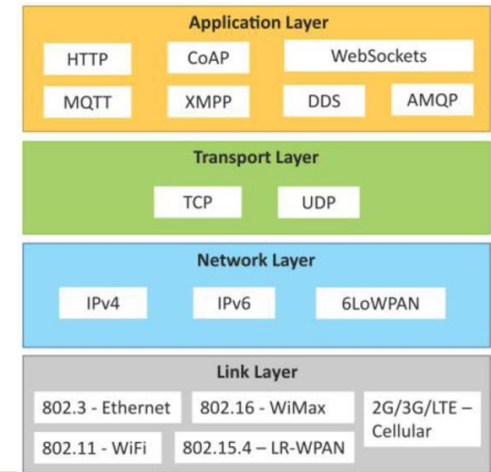 Application Layer
HTTP CoAP WebSockets
MQTT XMPP DDS AMQP
Transport Layer
TCP UDP
Network Layer
IPv4 IPv6 6LoWPAN
Link Layer
802.3 - Ethernet 802.16 - WiMax 2G/3G/LTE –
Cellular
802.11 - WiFi 802.15.4 – LR-WPAN